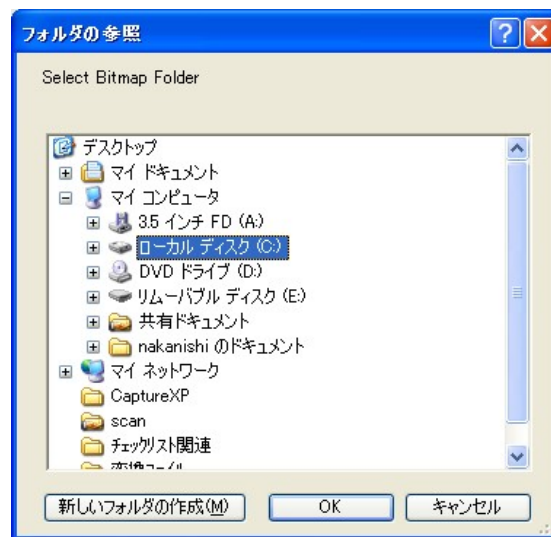 フォルダの参照
Select Bitmap Folder
デスクトップ
マイ ドキュメント
マイ コンピュータ
3.5 インチ FD (A:)
ローカル ディスク (C:)
DVD ドライブ (D:)
リムーバブル ディスク (E:)
共有ドキュメント
nakanishi のドキュメント
マイ ネットワーク
CaptureXP
scan
チェックリスト関連
新しいフォルダの作成(M)
OK
キャンセル